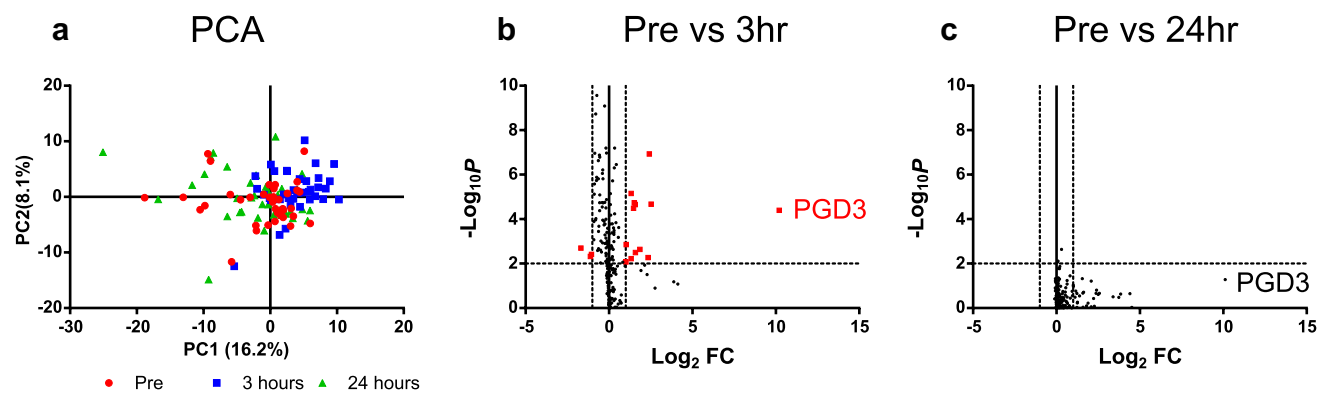 a PCA
20
10
0
-10
-20
-30 -20 -10 0 10 20
PC2(8.1%)
PC1 (16.2%)
Pre 3 hours 24 hours
b Pre vs 3hr
10
8
6
4
2
0
-5 0 5 10 15
-Log10P
Log2 FC
PGD3
c Pre vs 24hr
10
8
6
4
2
0
-5 0 5 10 15
-Log10P
Log2 FC
PGD3